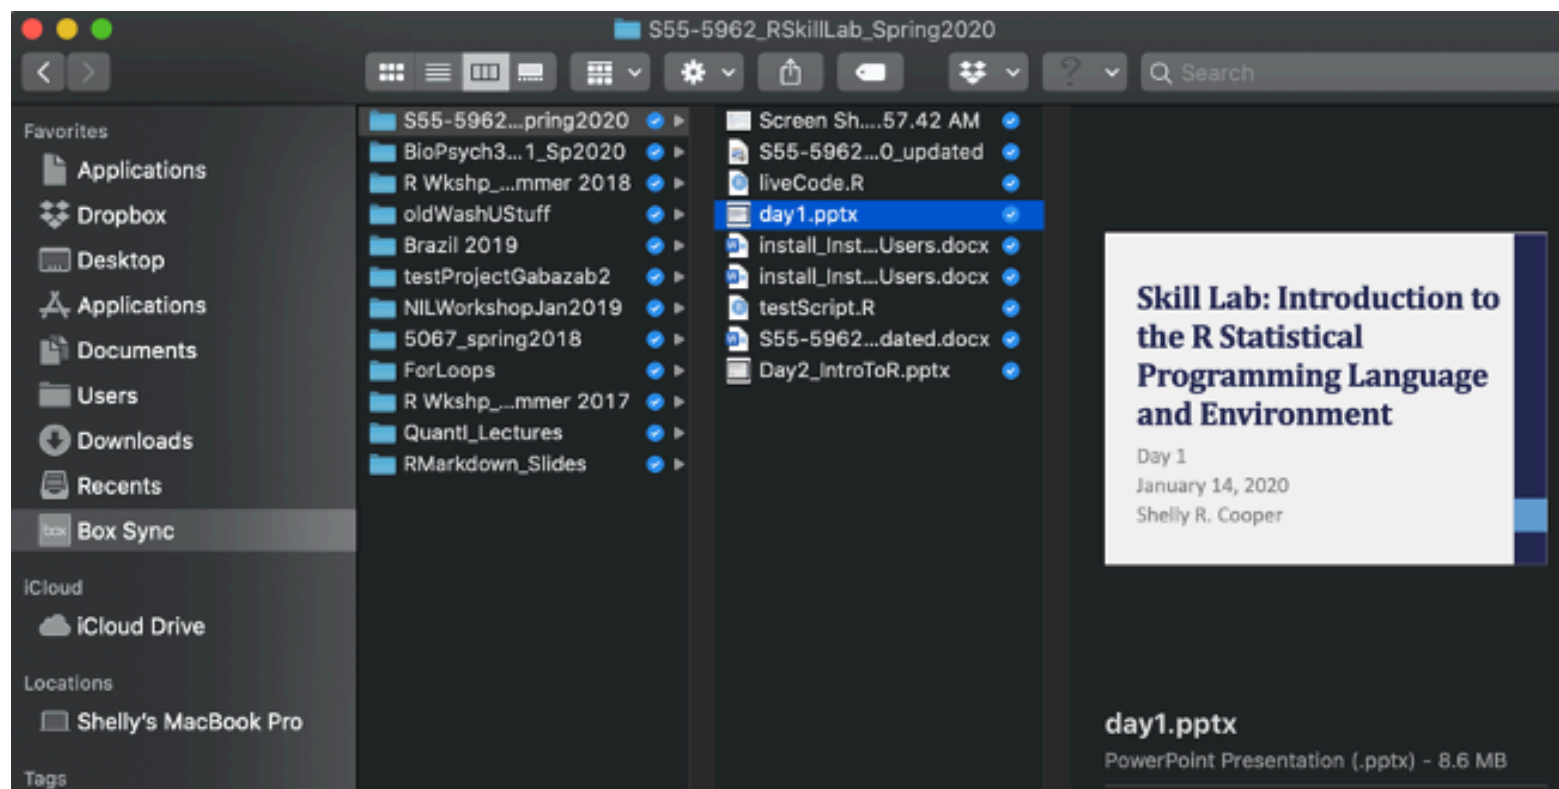 S55-5962_RSkillLab_Spring2020
Search
Favorites
Applications
Dropbox
Desktop
Applications
Documents
Users
Downloads
Recents
box Box Sync
iCloud
iCloud Drive
Locations
Shelly's MacBook Pro
Tags
S55-5962...pring2020
BioPsych3...1_Sp2020
R Wkshp_...mmer 2018
oldWashUStuff
Brazil 2019
testProjectGabazab2
NILWorkshopJan2019
5067_spring2018
ForLoops
R Wkshp_...mmer 2017
QuantI_Lectures
RMarkdown_Slides
Screen Sh....57.42 AM
S55-5962...0_updated
liveCode.R
day1.pptx
install_Inst...Users.docx
install_Inst...Users.docx
testScript.R
S55-5962...dated.docx
Day2_IntroToR.pptx
Skill Lab: Introduction to
the R Statistical
Programming Language
and Environment
Day 1
January 14, 2020
Shelly R. Cooper
day1.pptx
PowerPoint Presentation (.pptx) - 8.6 MB